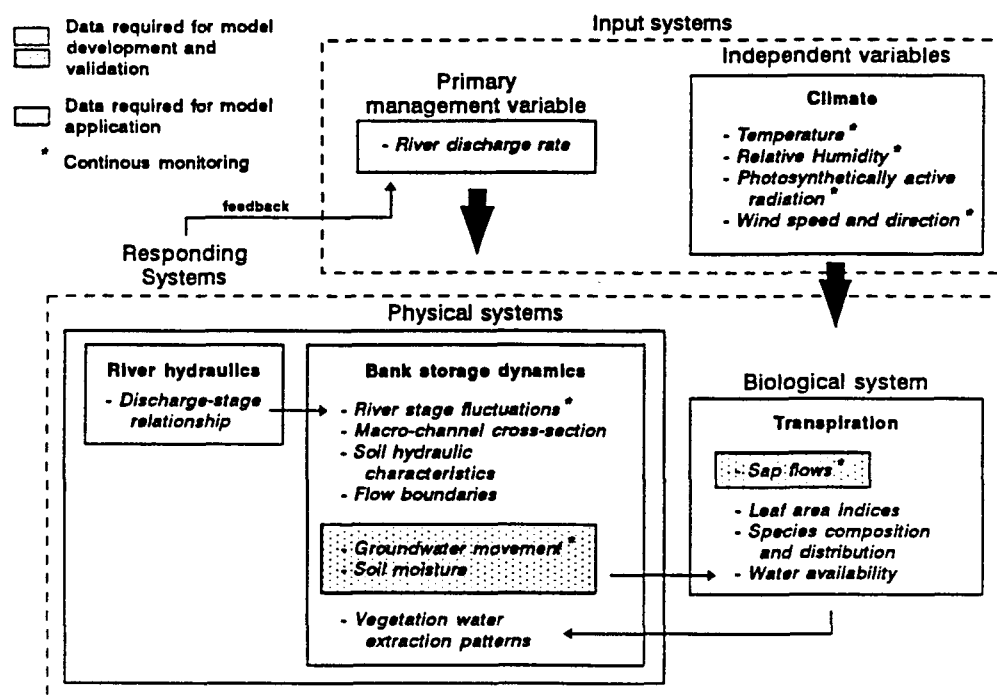 Data required for model
development and
validation
Data required for model
application
* Continous monitoring
Input systems
Primary
management variable
- River discharge rate
Independent variables
Climate
- Temperature *
- Relative Humidity *
- Photosynthetically active
radiation *
- Wind speed and direction *
feedback
Responding
Systems
Physical systems
River hydraulics
- Discharge-stage
relationship
Bank storage dynamics
- River stage fluctuations *
- Macro-channel cross-section
- Soil hydraulic
characteristics
- Flow boundaries
- Groundwater movement *
- Soil moisture
- Vegetation water
extraction patterns
Biological system
Transpiration
- Sap flows *
- Leaf area indices
- Species composition
and distribution
- Water availability